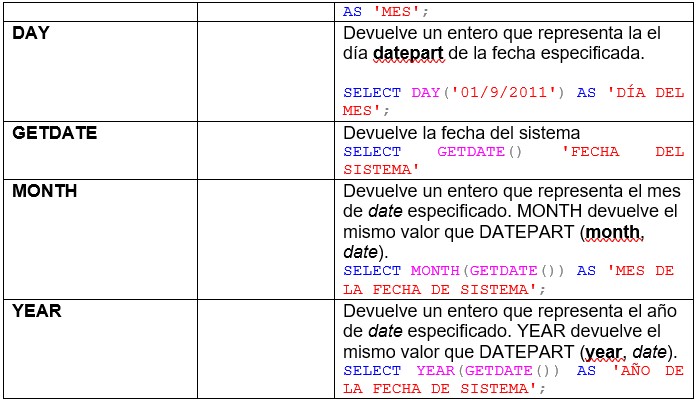 AS 'MES';
DAY
Devuelve un entero que representa la el
día datepart de la fecha especificada.
SELECT DAY('01/9/2011') AS 'DÍA DEL
MES';
GETDATE
Devuelve la fecha del sistema
SELECT GETDATE() 'FECHA DEL
SISTEMA'
MONTH
Devuelve un entero que representa el mes
de date especificado. MONTH devuelve el
mismo valor que DATEPART (month,
date).
SELECT MONTH(GETDATE()) AS 'MES DE
LA FECHA DE SISTEMA';
YEAR
Devuelve un entero que representa el año
de date especificado. YEAR devuelve el
mismo valor que DATEPART (year, date).
SELECT YEAR(GETDATE()) AS 'AÑO DE
LA FECHA DE SISTEMA';